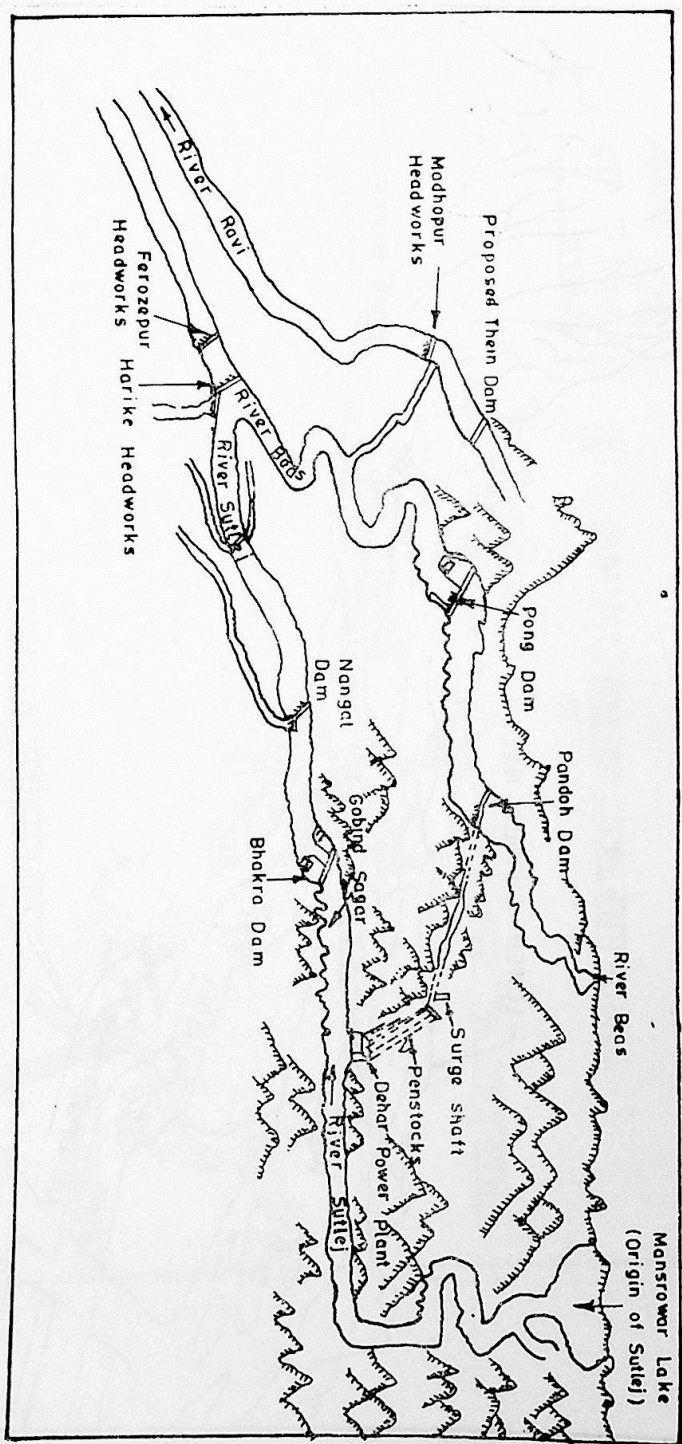 Mansrowar Lake
(Origin of Sutlej)
River Beas
Pandoh Dam
Pong Dam
Proposed Thein Dam
Madhopur
Headworks
Surge Shaft
Penstocks
Dehar Power Plant
Gobind Sagar
River Sutlej
Nangal
Dam
Bhakra Dam
River Ravi
River Beas
River Sutlej
Ferozepur
Headworks
Harike Headworks